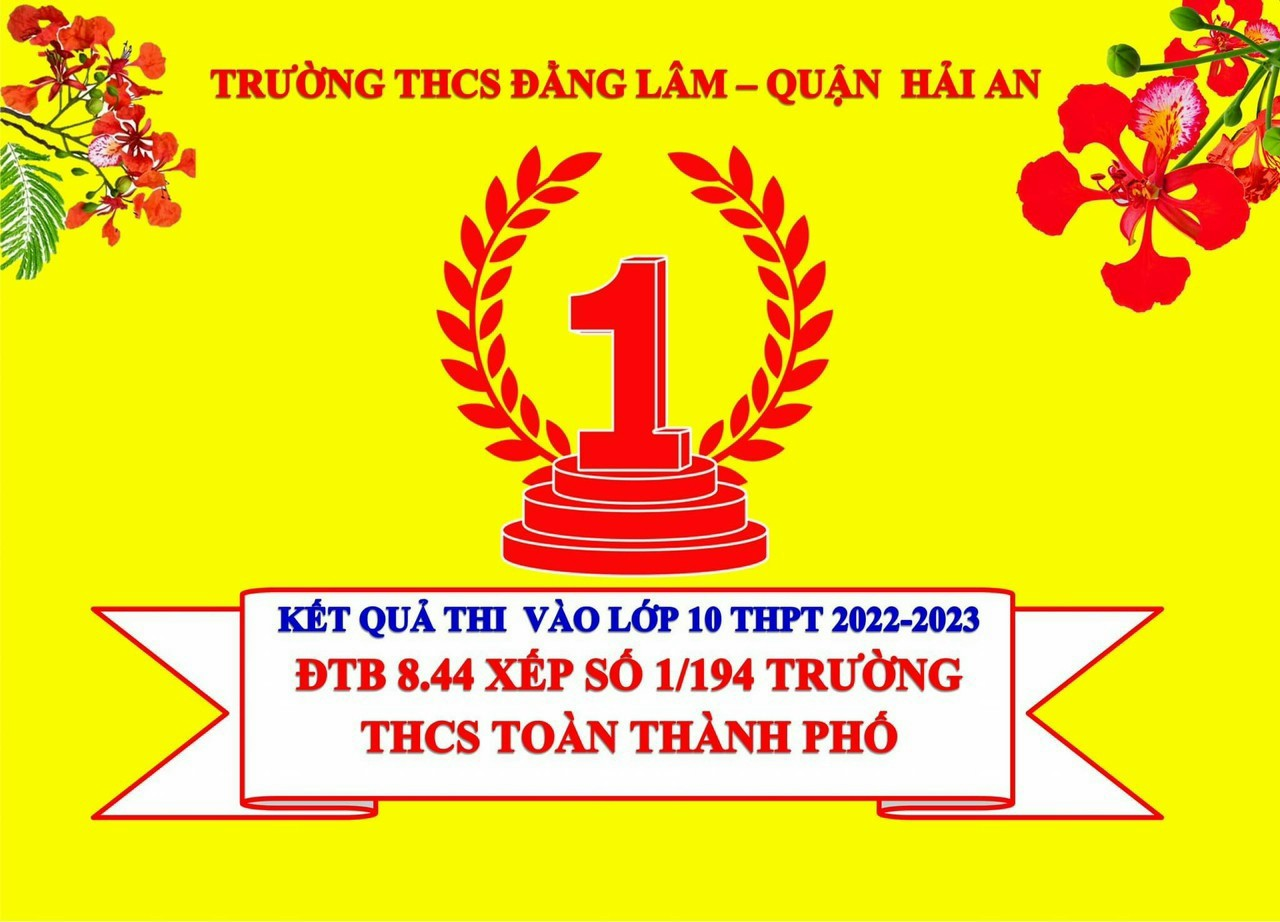 TRƯỜNG THCS ĐẰNG LÂM – QUẬN HẢI AN
1
KẾT QUẢ THI VÀO LỚP 10 THPT 2022-2023
ĐTB 8.44 XẾP SỐ 1/194 TRƯỜNG
THCS TOÀN THÀNH PHỐ